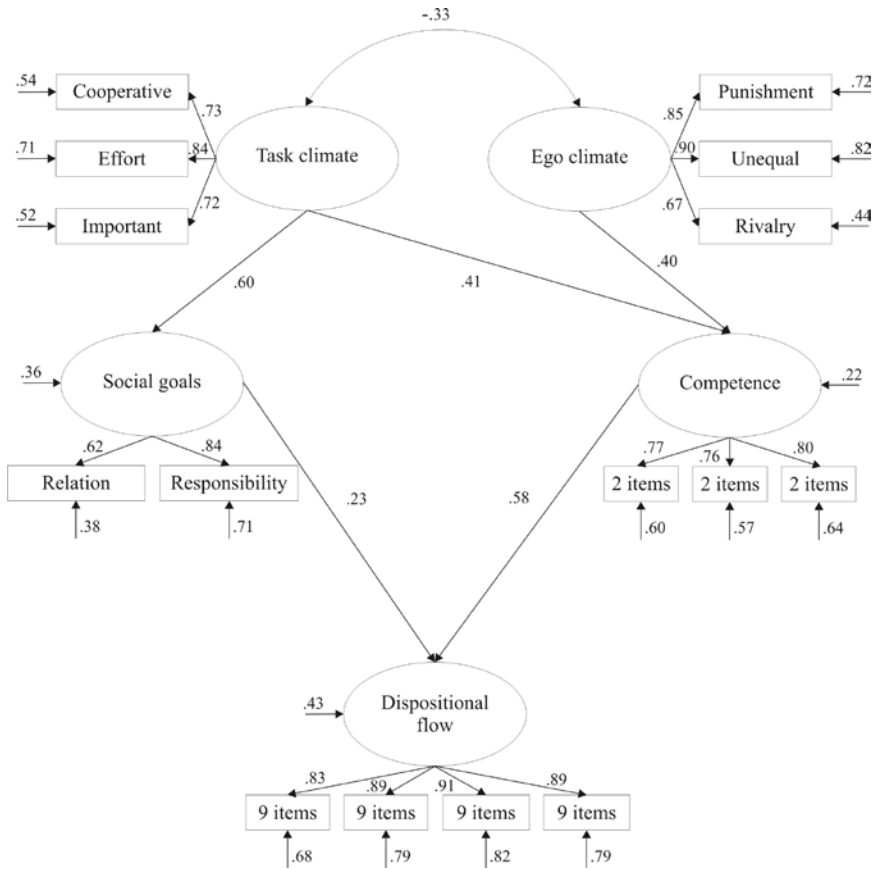 -.33
.54 Cooperative .73
.71 Effort .84
.52 Important .72
Task climate
Ego climate
.85 Punishment .72
.90 Unequal .82
.67 Rivalry .44
.60
.41
.40
.36 Social goals
Competence .22
.62 .84
Relation Responsibility
.38 .71
.77 .76 .80
2 items 2 items 2 items
.60 .57 .64
.23
.58
.43 Dispositional
flow
.83 .89 .91 .89
9 items 9 items 9 items 9 items
.68 .79 .82 .79